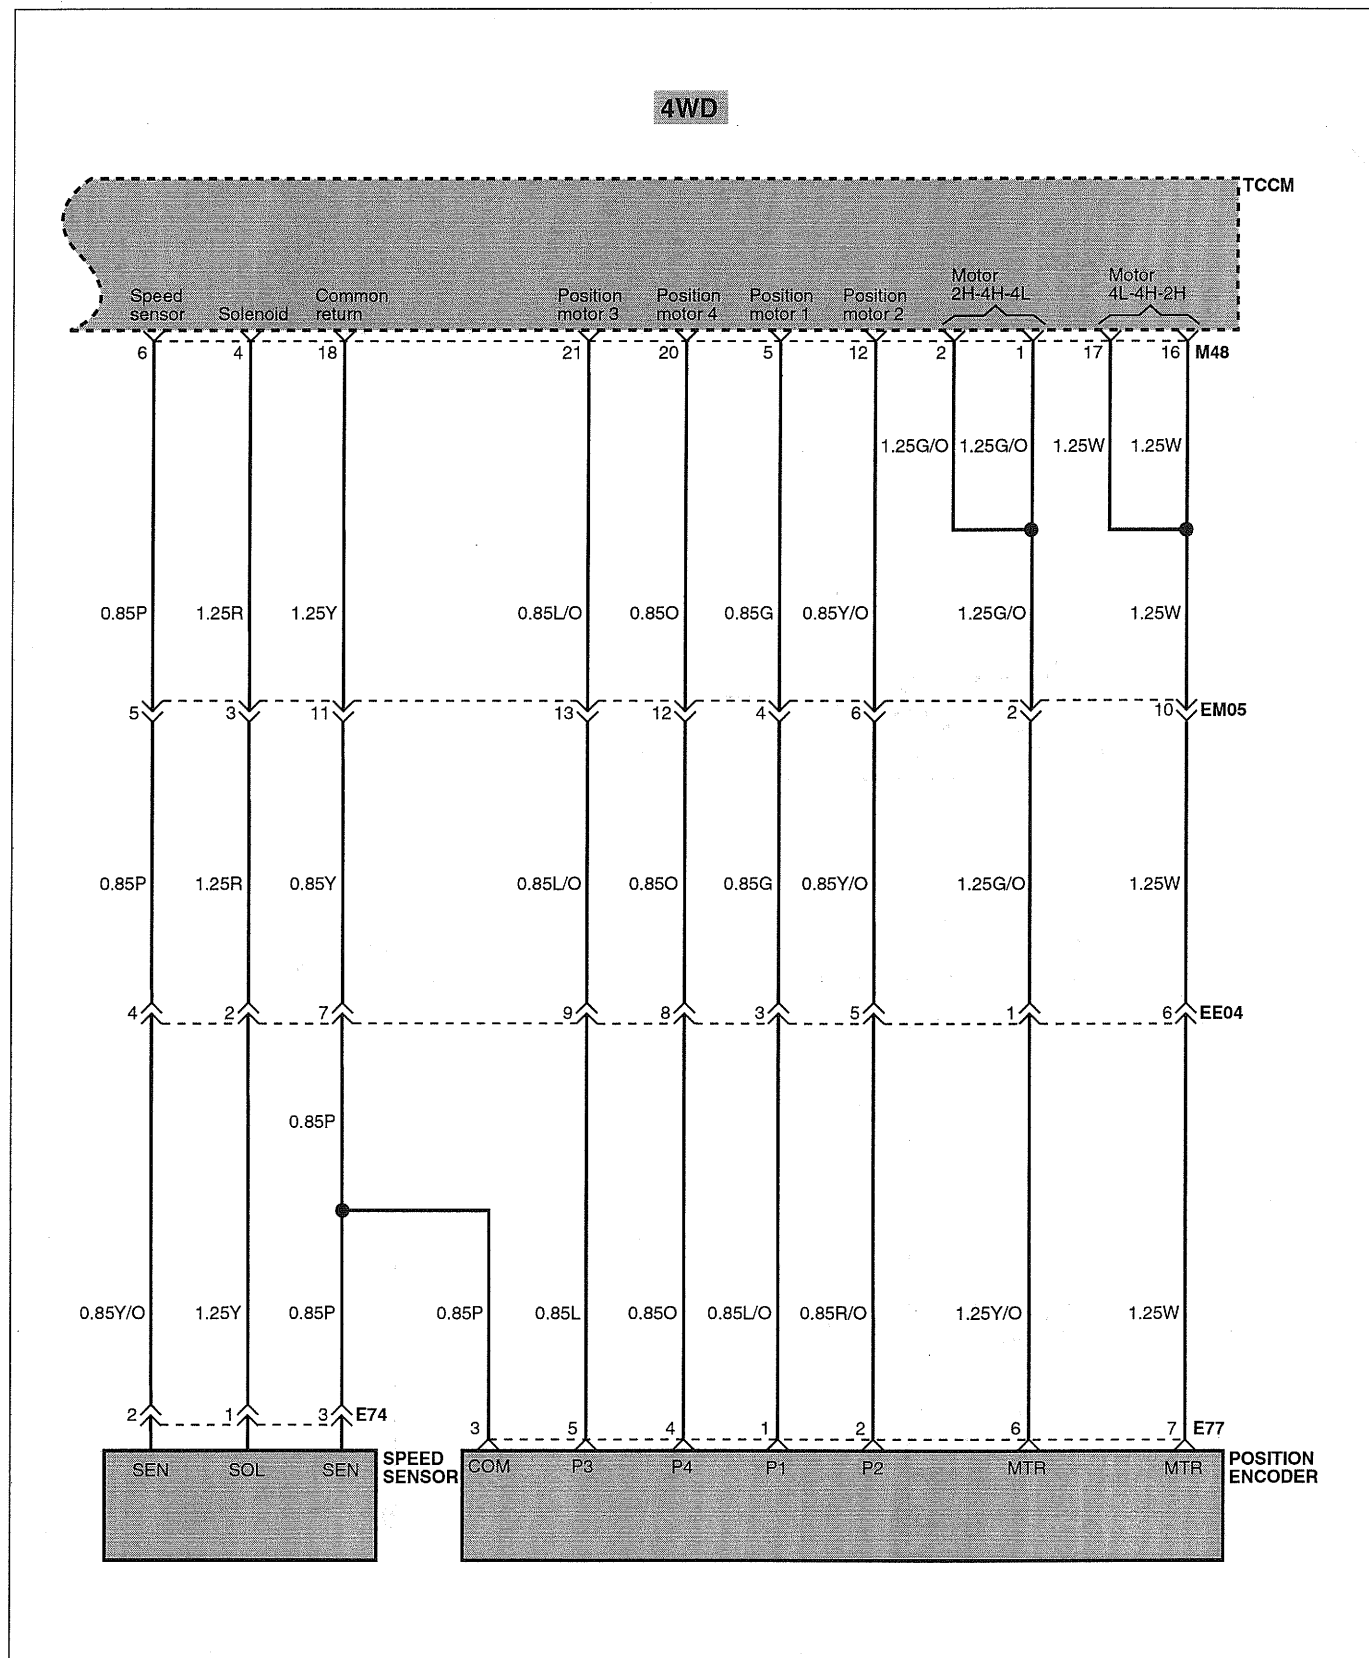 4WD
TCCM
Motor Motor
Speed Common Position Position Position Position 2H-4H-4L 4L-4H-2H
sensor Solenoid return motor 3 motor 4 motor 1 motor 2
6 4 18 21 20 5 12 2 1 17 16 M48
1.25G/O 1.25G/O 1.25W 1.25W
0.85P 1.25R 1.25Y 0.85L/O 0.85O 0.85G 0.85Y/O 1.25G/O 1.25W
5 3 11 13 12 4 6 2 10 EM05
0.85P 1.25R 0.85Y 0.85L/O 0.85O 0.85G 0.85Y/O 1.25G/O 1.25W
4 2 7 9 8 3 5 1 6 EE04
0.85P
0.85Y/O 1.25Y 0.85P 0.85P 0.85L 0.85O 0.85L/O 0.85R/O 1.25Y/O 1.25W
2 1 3 E74 3 5 4 1 2 6 7 E77
SEN SOL SEN SPEED COM P3 P4 P1 P2 MTR MTR POSITION
SENSOR ENCODER